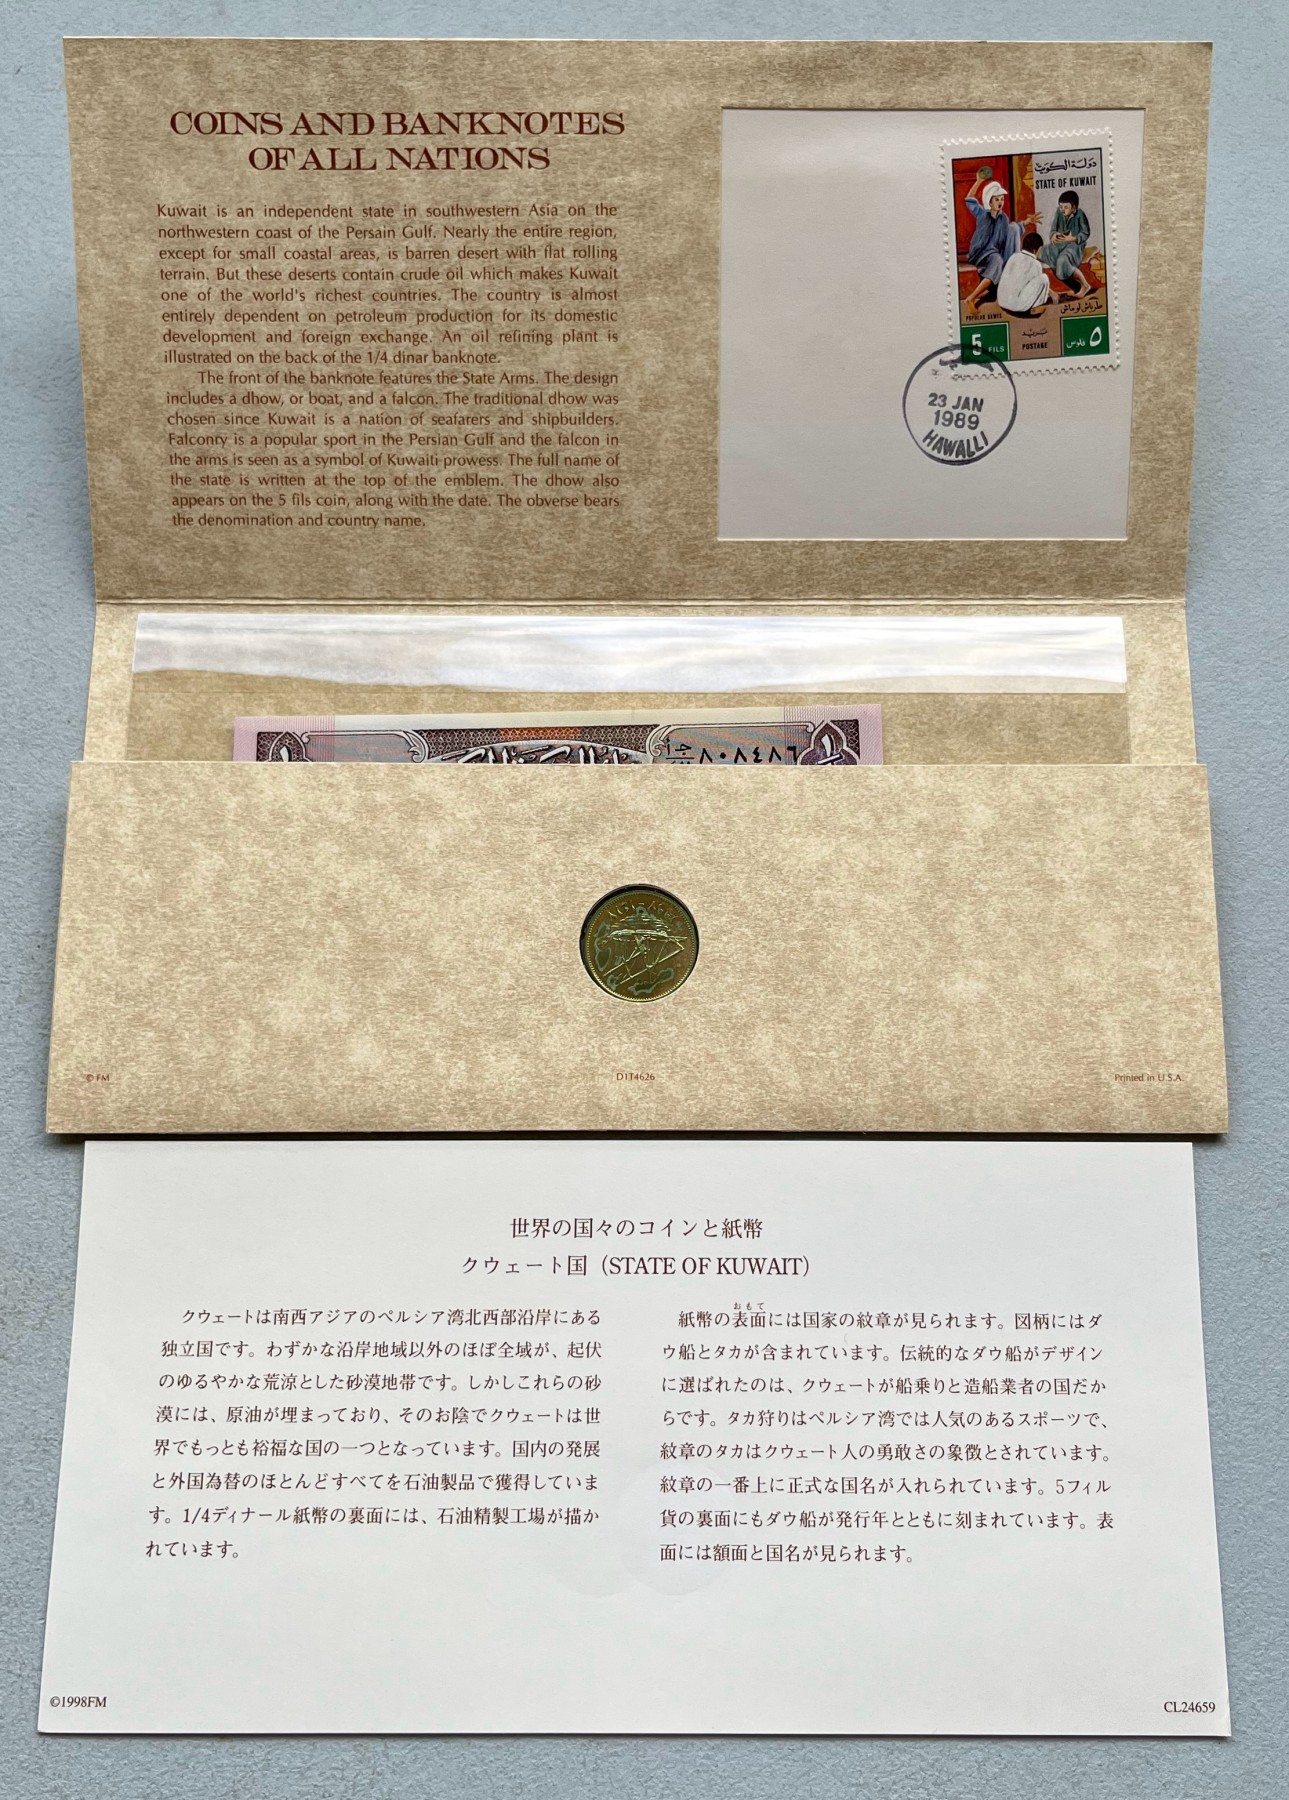 COINS AND BANKNOTES
OF ALL NATIONS
Kuwait is an independent state in southwestern Asia on the
northwestern coast of the Persain Gulf. Nearly the entire region,
except for small coastal areas, is barren desert with flat rolling
terrain. But these deserts contain crude oil which makes Kuwait
one of the world's richest countries. The country is almost
entirely dependent on petroleum production for its domestic
development and foreign exchange. An oil refining plant is
illustrated on the back of the 1/4 dinar banknote.
The front of the banknote features the State Arms. The design
includes a dhow, or boat, and a falcon. The traditional dhow was
chosen since Kuwait is a nation of seafarers and shipbuilders.
Falconry is a popular sport in the Persian Gulf and the falcon in
the arms is seen as a symbol of Kuwaiti prowess. The full name of
the state is written at the top of the emblem. The dhow also
appears on the 5 fils coin, along with the date. The obverse bears
the denomination and country name.
دولة الكويت
STATE OF KUWAIT
POPULAR GAMES
5 FILS
بريد
POSTAGE
٥ فلوس
23 JAN
1989
HAWALLI
© FM
D1T4626
Printed in U.S.A.
世界の国々のコインと紙幣
クウェート国（STATE OF KUWAIT）
クウェートは南西アジアのペルシア湾北西部沿岸にある
独立国です。わずかな沿岸地域以外のほぼ全域が、起伏
のゆるやかな荒涼とした砂漠地帯です。しかしこれらの砂
漠には、原油が埋まっており、そのお陰でクウェートは世
界でもっとも裕福な国の一つとなっています。国内の発展
と外国為替のほとんどすべてを石油製品で獲得していま
す。1/4ディナール紙幣の裏面には、石油精製工場が描か
れています。
おもて
紙幣の表面には国家の紋章が見られます。図柄にはダ
ウ船とタカが含まれています。伝統的なダウ船がデザイン
に選ばれたのは、クウェートが船乗りと造船業者の国だか
らです。タカ狩りはペルシア湾では人気のあるスポーツで、
紋章のタカはクウェート人の勇敢さの象徴とされています。
紋章の一番上に正式な国名が入れられています。5フィル
貨の裏面にもダウ船が発行年とともに刻まれています。表
面には額面と国名が見られます。
©1998FM
CL24659